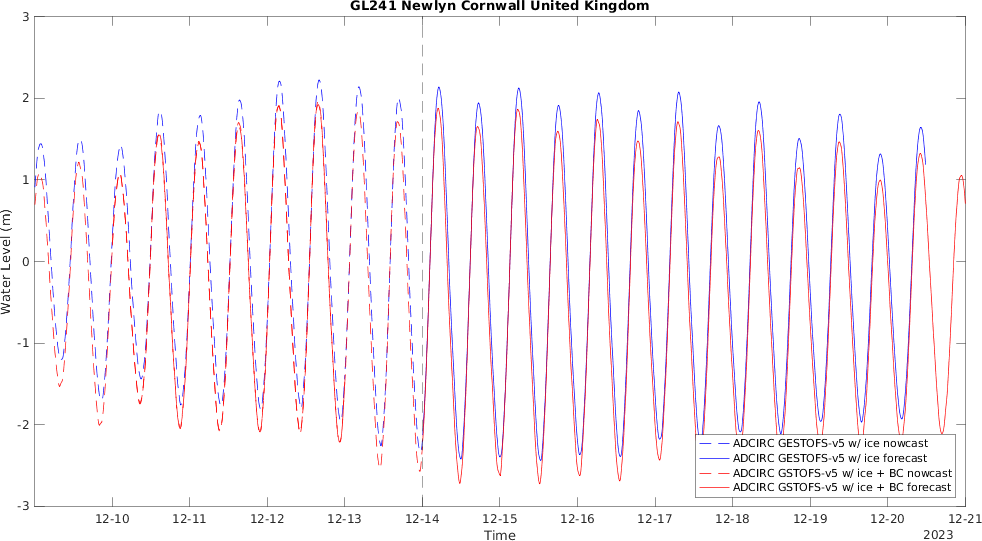 GL241 Newlyn Cornwall United Kingdom
3
2
1
0
-1
-2
-3
Water Level (m)
12-10
12-11
12-12
12-13
12-14
12-15
12-16
12-17
12-18
12-19
12-20
12-21
Time
2023
ADCIRC GESTOFS-v5 w/ ice nowcast
ADCIRC GESTOFS-v5 w/ ice forecast
ADCIRC GSTOFS-v5 w/ ice + BC nowcast
ADCIRC GSTOFS-v5 w/ ice + BC forecast